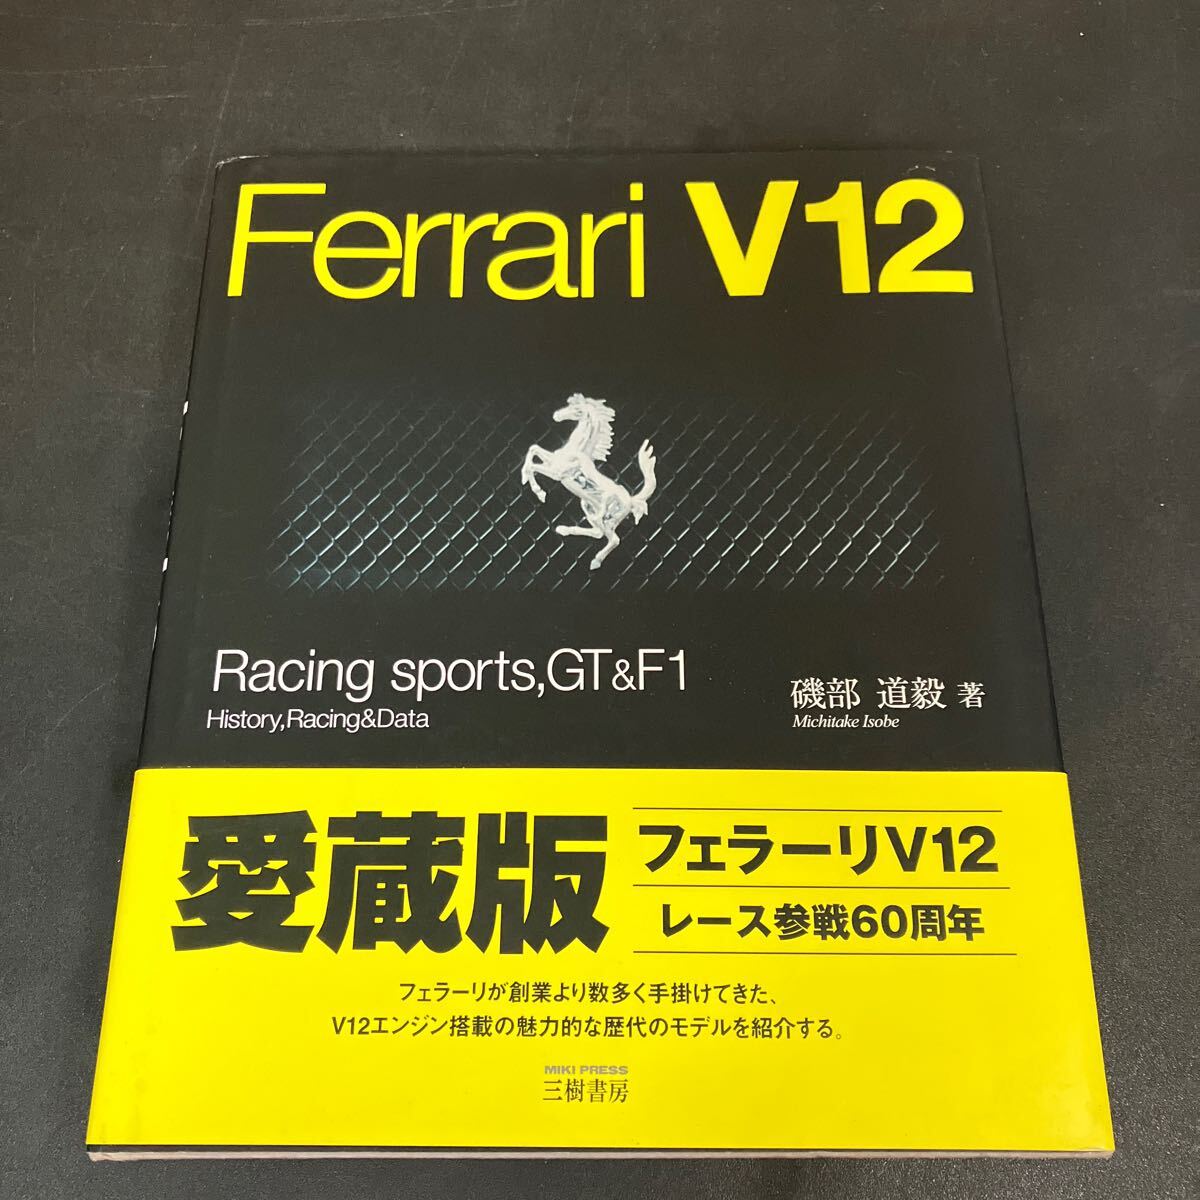 Ferrari V12
Racing sports,GT&F1
History,Racing&Data
磯部 道毅 著
Michitake Isobe
愛蔵版
フェラーリV12
レース参戦60周年
フェラーリが創業より数多く手掛けてきた、
V12エンジン搭載の魅力的な歴代のモデルを紹介する。
MIKI PRESS
三樹書房